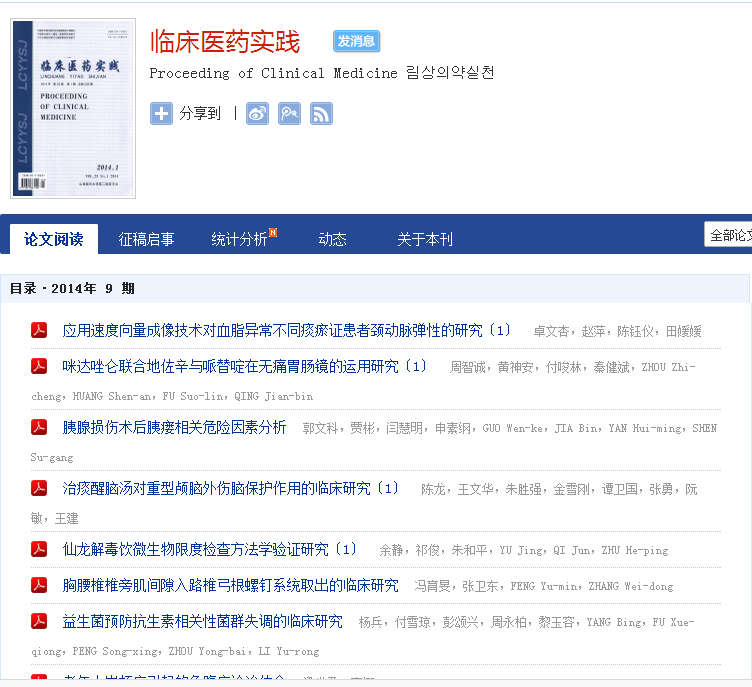 临床医药实践
发消息
Proceeding of Clinical Medicine 림상의약실천
分享到
LCYYSJ
临床医药实践
LINCHUANG YIYAO SHIJIAN
PROCEEDING
OF CLINICAL
MEDICINE
2014.1
LCYYSJ
论文阅读 征稿启事 统计分析 N 动态 关于本刊 全部论文
目录·2014年 9 期
应用速度向量成像技术对血脂异常不同痰瘀证患者颈动脉弹性的研究〔1〕 卓文杏, 赵萍, 陈钰仪, 田媛媛
咪达唑仑联合地佐辛与哌替啶在无痛胃肠镜的运用研究〔1〕 周智诚, 黄神安, 付唆林, 秦健斌, ZHOU Zhi-
cheng, HUANG Shen-an, FU Suo-lin, QING Jian-bin
胰腺损伤术后胰瘘相关危险因素分析 郭文科, 贾彬, 闫慧明, 申素纲, GUO Wen-ke, JIA Bin, YAN Hui-ming, SHEN
Su-gang
治痰醒脑汤对重型颅脑外伤脑保护作用的临床研究〔1〕 陈龙, 王文华, 朱胜强, 金雪刚, 谭卫国, 张勇, 阮
敏, 王建
仙龙解毒饮微生物限度检查方法学验证研究〔1〕 余静, 祁俊, 朱和平, YU Jing, QI Jun, ZHU He-ping
胸腰椎椎旁肌间隙入路椎弓根螺钉系统取出的临床研究 冯育旻, 张卫东, FENG Yu-min, ZHANG Wei-dong
益生菌预防抗生素相关性菌群失调的临床研究 杨兵, 付雪琼, 彭颂兴, 周永柏, 黎玉容, YANG Bing, FU Xue-
qiong, PENG Song-xing, ZHOU Yong-bai, LI Yu-rong